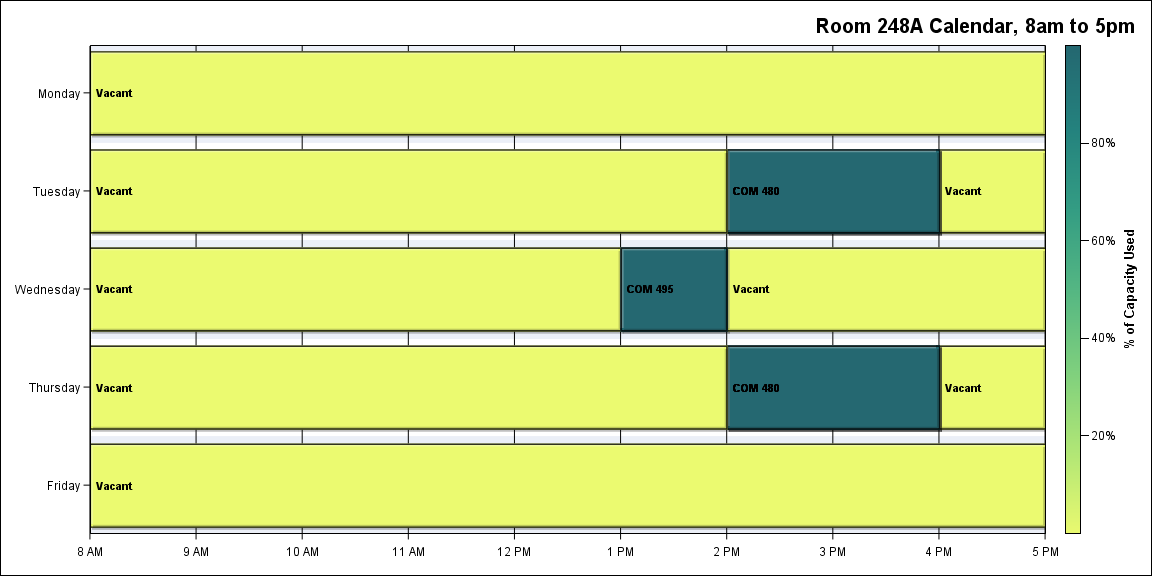 Room 248A Calendar, 8am to 5pm
Monday
Vacant
Tuesday
Vacant
COM 480
Vacant
Wednesday
Vacant
COM 495
Vacant
Thursday
Vacant
COM 480
Vacant
Friday
Vacant
8 AM
9 AM
10 AM
11 AM
12 PM
1 PM
2 PM
3 PM
4 PM
5 PM
80%
60%
40%
20%
% of Capacity Used